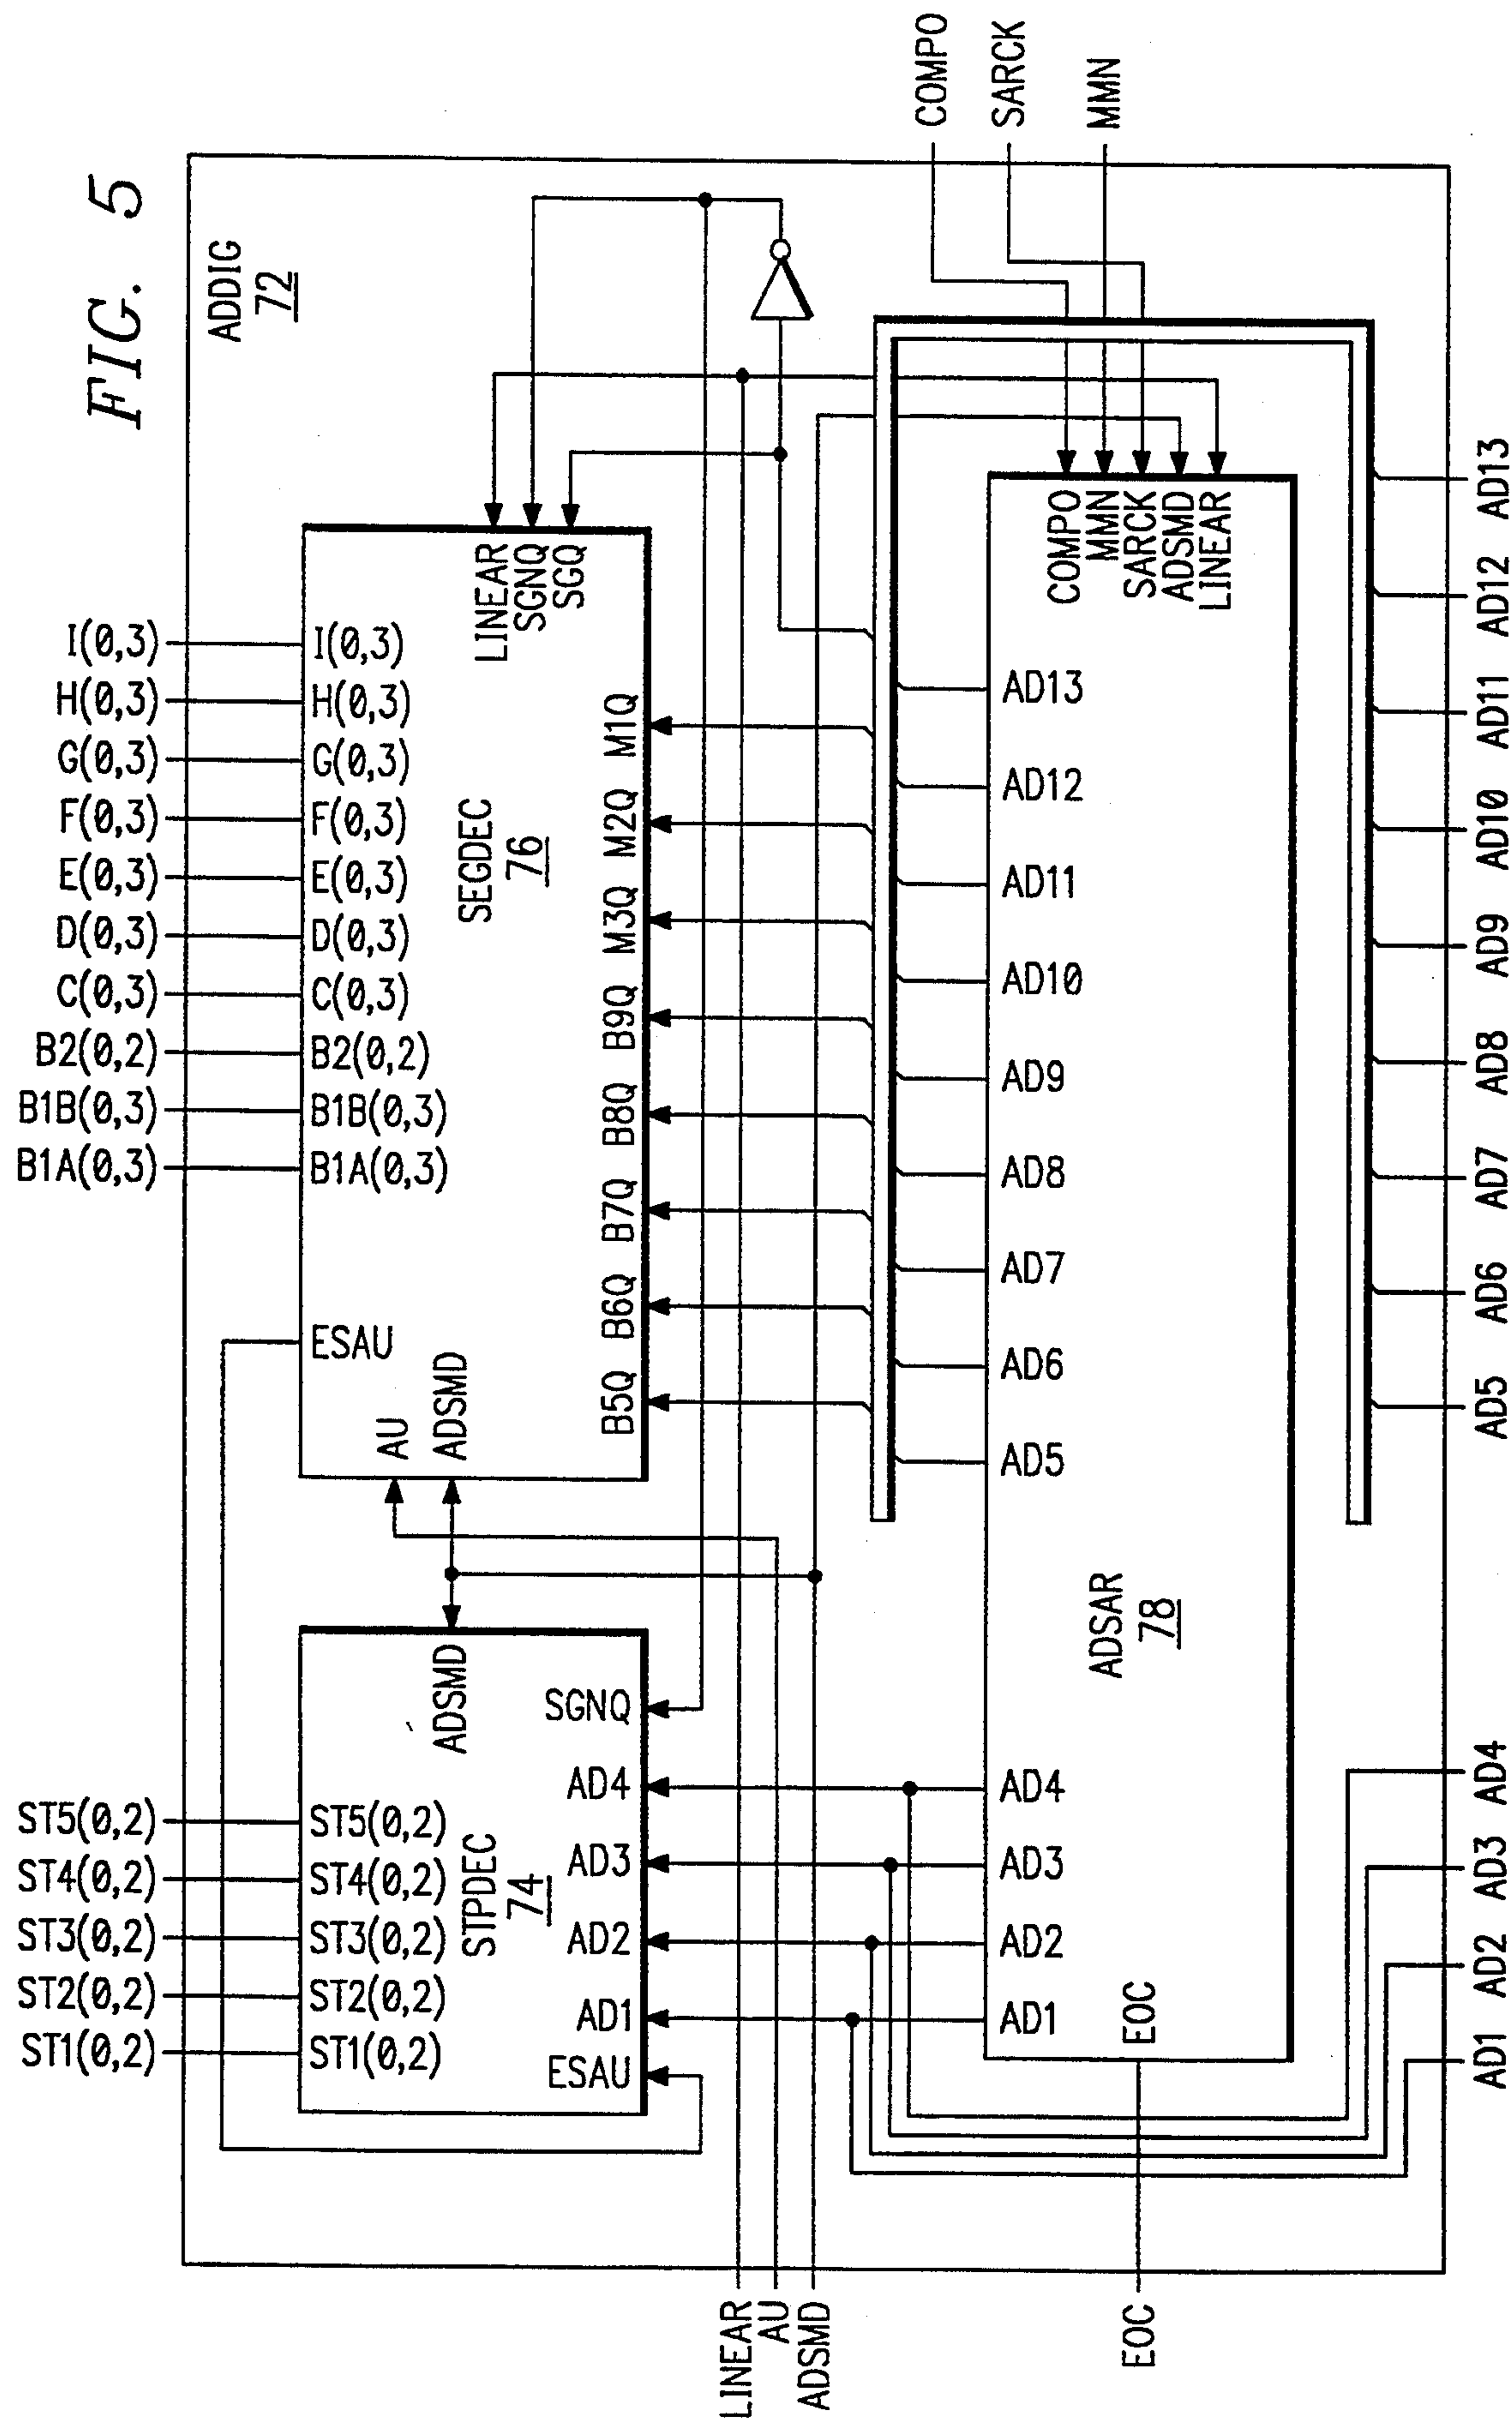 FIG. 5
ADDIG
72
ST1(0,2)
ST2(0,2)
ST3(0,2)
ST4(0,2)
ST5(0,2)
B1A(0,3)
B1B(0,3)
B2(0,2)
C(0,3)
D(0,3)
E(0,3)
F(0,3)
G(0,3)
H(0,3)
I(0,3)
ST1(0,2)
ST2(0,2)
ST3(0,2)
ST4(0,2)
ST5(0,2)
ADSMD
STPDEC
74
ESAU
AD1
AD2
AD3
AD4
SGNQ
ESAU
B1A(0,3)
B1B(0,3)
B2(0,2)
C(0,3)
D(0,3)
E(0,3)
F(0,3)
G(0,3)
H(0,3)
I(0,3)
AU
ADSMD
SEGDEC
76
LINEAR
SGNQ
SGQ
B5Q
B6Q
B7Q
B8Q
B9Q
M3Q
M2Q
M1Q
LINEAR
AU
ADSMD
COMPO
SARCK
MMN
AD1
AD2
AD3
AD4
AD5
AD6
AD7
AD8
AD9
AD10
AD11
AD12
AD13
EOC
ADSAR
78
COMPO
MMN
SARCK
ADSMD
LINEAR
EOC
AD1
AD2
AD3
AD4
AD5
AD6
AD7
AD8
AD9
AD10
AD11
AD12
AD13